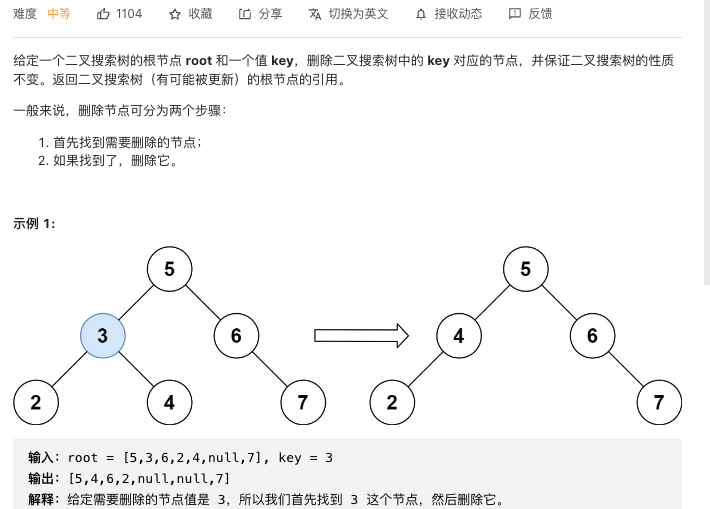 难度 中等 1104 收藏 分享 切换为英文 接收动态 反馈
给定一个二叉搜索树的根节点 root 和一个值 key，删除二叉搜索树中的 key 对应的节点，并保证二叉搜索树的性质
不变。返回二叉搜索树（有可能被更新）的根节点的引用。
一般来说，删除节点可分为两个步骤：
1. 首先找到需要删除的节点；
2. 如果找到了，删除它。
示例 1:
5 5
3 6 4 6
2 4 7 2 7
输入：root = [5,3,6,2,4,null,7], key = 3
输出：[5,4,6,2,null,null,7]
解释：给定需要删除的节点值是 3，所以我们首先找到 3 这个节点，然后删除它。